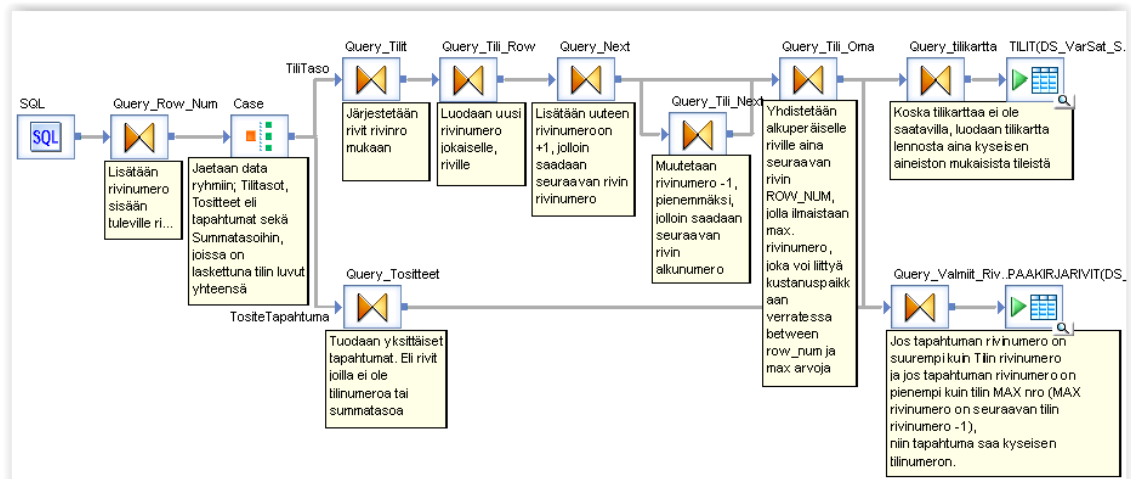 Query_Tilit
Query_Tili_Row
Query_Next
Query_Tili_Oma
Query_tilikartta
TILIT(DS_VarSat_S..
TiliTaso
SQL
Query_Row_Num
Case
SQL
Lisätään
rivinumero
sisään
tuleville ri...
Jaetaan data
ryhmiin; Tilitasot,
Tositteet eli
tapahtumat sekä
Summatasoihin,
joissa on
laskettuna tilin luvut
yhteensä
Järjestetään
rivit rivinro
mukaan
Luodaan uusi
rivinumero
jokaiselle,
riville
Lisätään uuteen
rivinumeroon
+1, jolloin
saadaan
seuraavan rivin
rivinumero
Query_Tili_Next
Muutetaan
rivinumero -1,
pienemmäksi,
jolloin saadaan
seuraavan
rivin
alkunumero
Yhdistetään
alkuperäiselle
riville aina
seuraavan
rivin
ROW_NUM,
jolla ilmaistaan
max.
rivinumero,
joka voi liittyä
kustanuspaikk
aan
verratessa
between
row_num ja
max arvoja
Koska tilikarttaa ei ole
saatavilla, luodaan tilikartta
lennosta aina kyseisen
aineiston mukaisista tileistä
Query_Tositteet
TositeTapahtuma
Tuodaan yksittäiset
tapahtumat. Eli rivit
joilla ei ole
tilinumeroa tai
summatasoa
Query_Valmiit_Riv..
PAAKIRJARIVIT(DS_
Jos tapahtuman rivinumero on
suurempi kuin Tilin rivinumero
ja jos tapahtuman rivinumero on
pienempi kuin tilin MAX nro (MAX
rivinumero on seuraavan tilin
rivinumero -1),
niin tapahtuma saa kyseisen
tilinumeron.